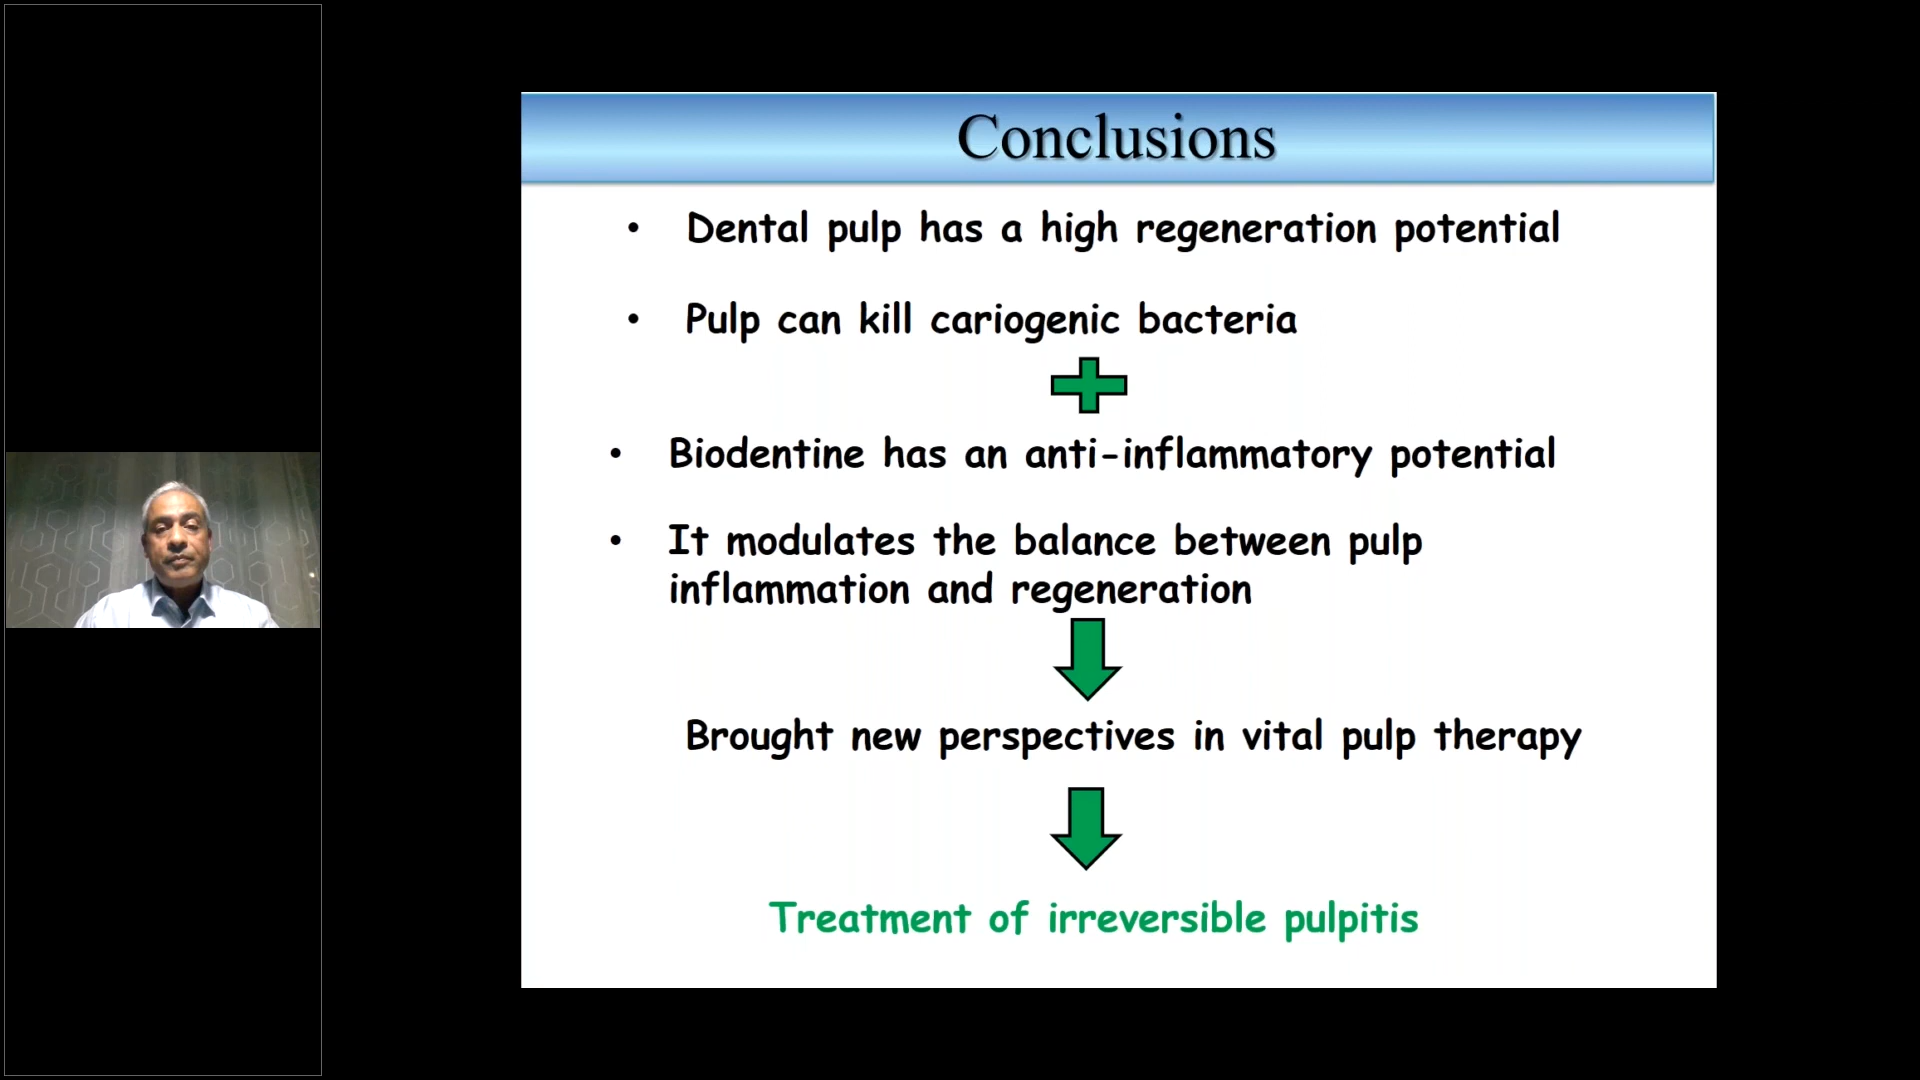 Conclusions
• Dental pulp has a high regeneration potential
• Pulp can kill cariogenic bacteria
• Biodentine has an anti-inflammatory potential
• It modulates the balance between pulp
inflammation and regeneration
Brought new perspectives in vital pulp therapy
Treatment of irreversible pulpitis